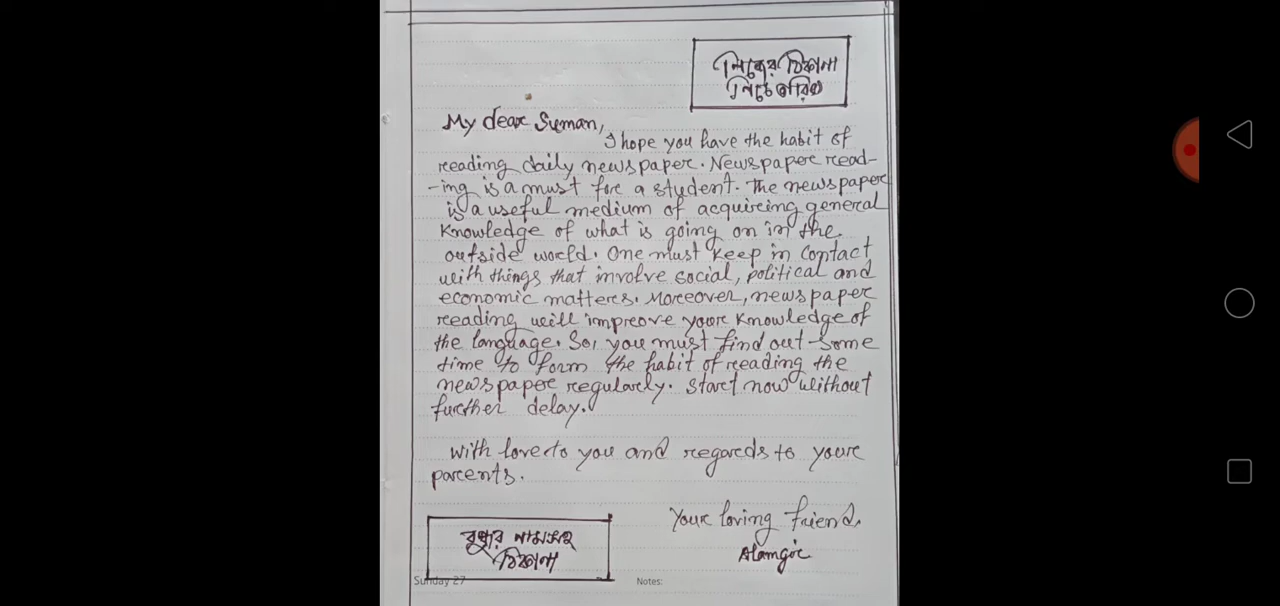 নিজের ঠিকানা
নিচে তারিখ
My dear Suman,
I hope you have the habit of
reading daily newspaper. Newspaper read-
-ing is a must for a student. The newspaper
is a useful medium of acquiring general
knowledge of what is going on in the
outside world. One must keep in contact
with things that involve social, political and
economic matters. Moreover, newspaper
reading will improve your knowledge of
the language. So, you must find out some
time to form the habit of reading the
newspaper regularly. Start now without
further delay.
With love to you and regards to your
parents.
Your loving friend,
Alamgir
বন্ধুর নামসহ
ঠিকানা
Sunday 27
Notes: